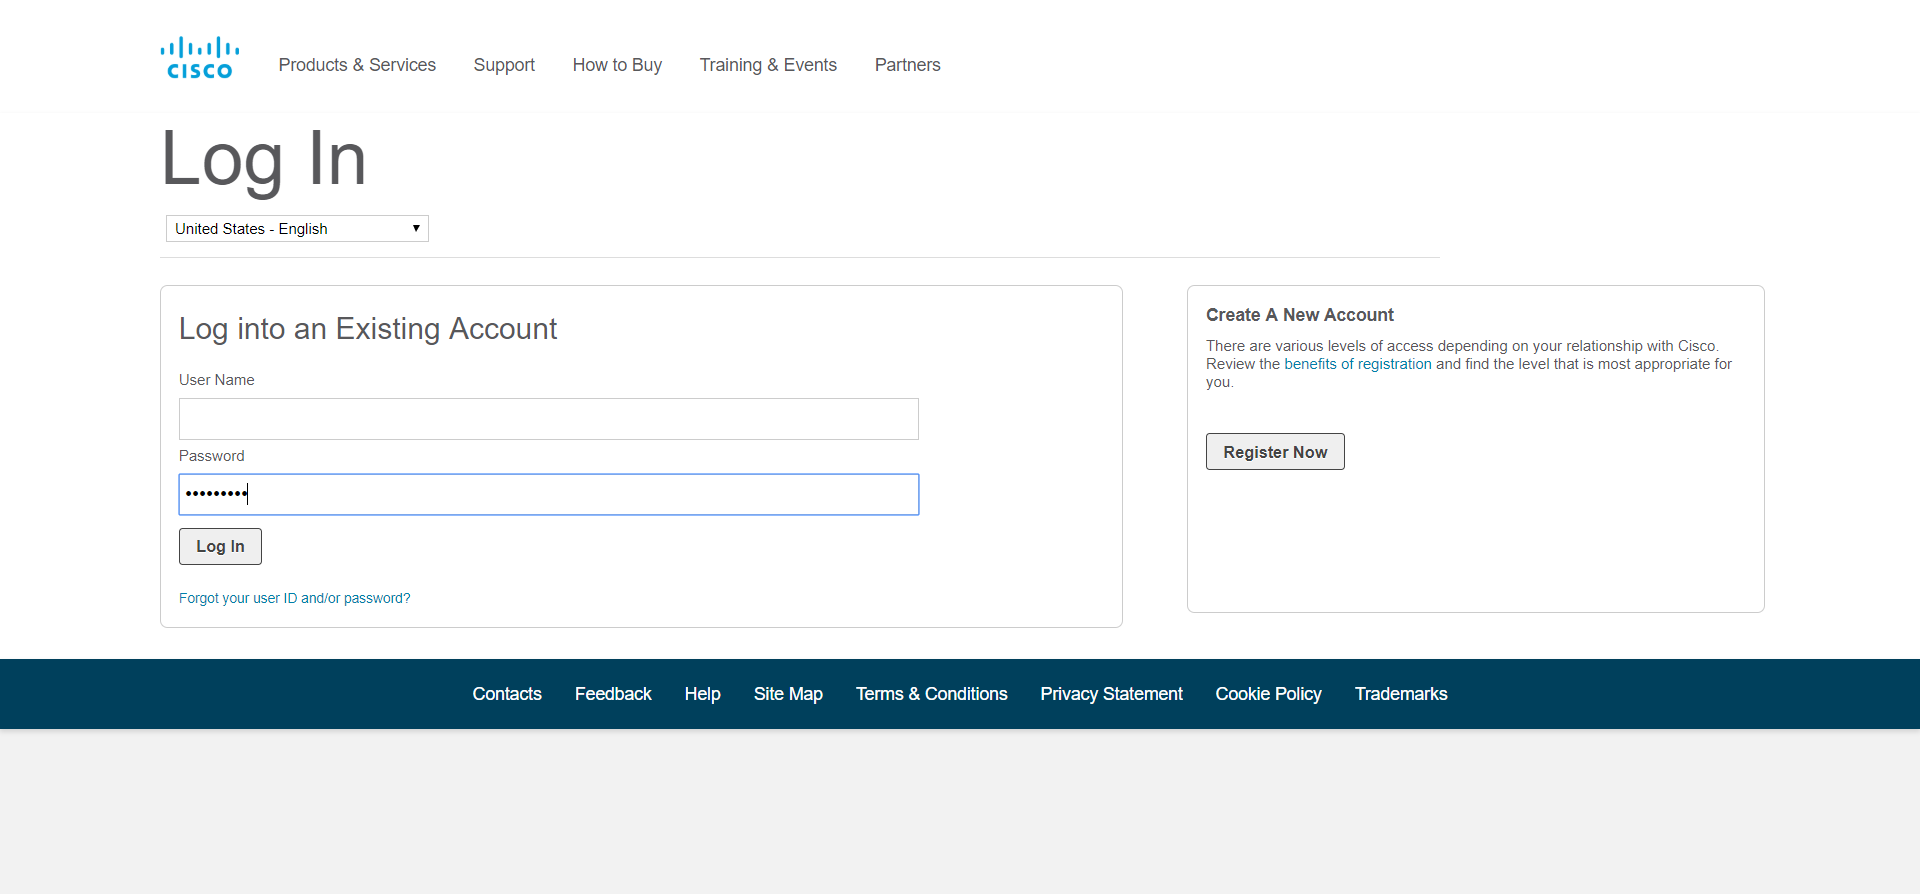 CISCO
Products & Services
Support
How to Buy
Training & Events
Partners
Log In
United States - English
Log into an Existing Account
User Name
Password
•••••••••
Log In
Forgot your user ID and/or password?
Create A New Account
There are various levels of access depending on your relationship with Cisco.
Review the benefits of registration and find the level that is most appropriate for
you.
Register Now
Contacts
Feedback
Help
Site Map
Terms & Conditions
Privacy Statement
Cookie Policy
Trademarks